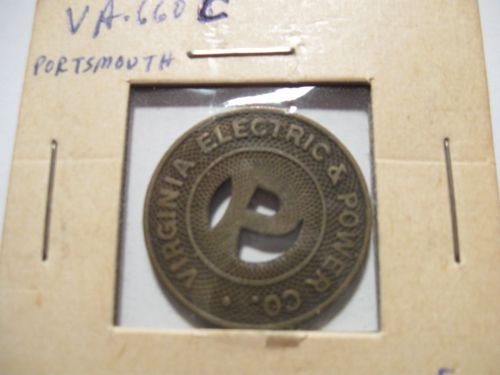 VA.660 C
PORTSMOUTH
VIRGINIA ELECTRIC & POWER CO.
P